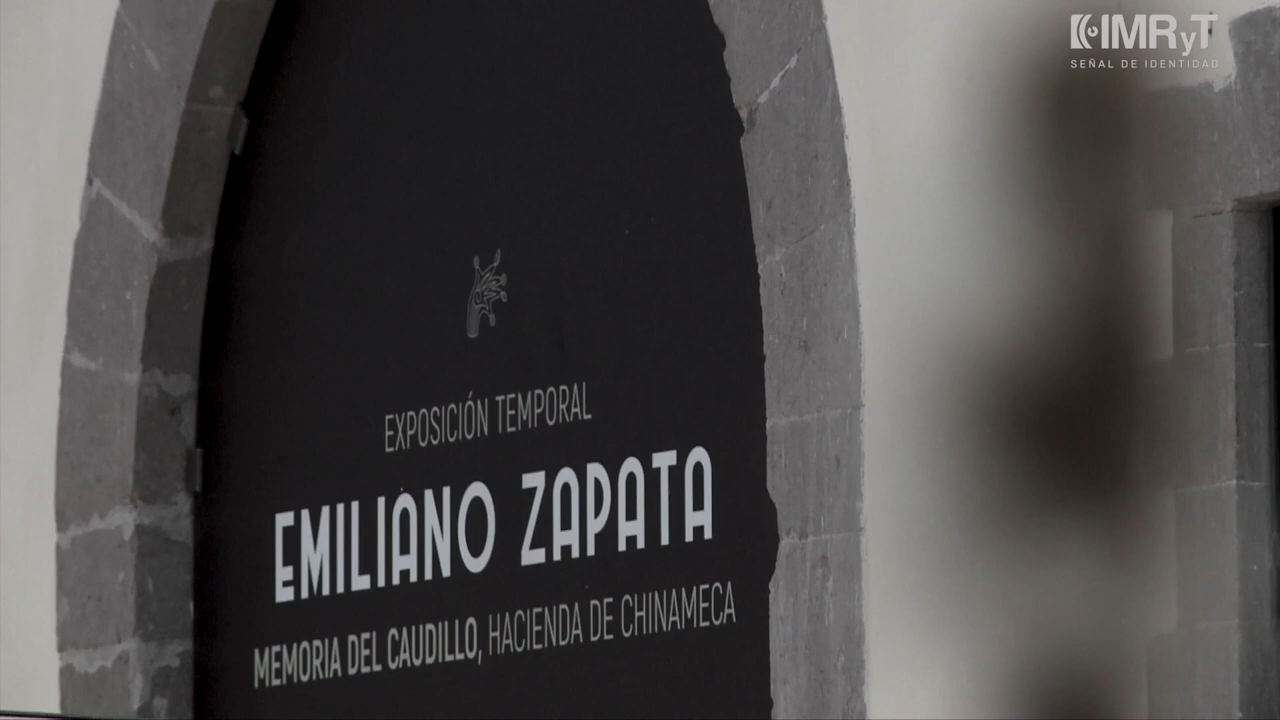 IMRyT
SEÑAL DE IDENTIDAD
EXPOSICIÓN TEMPORAL
EMILIANO ZAPATA
MEMORIA DEL CAUDILLO, HACIENDA DE CHINAMECA